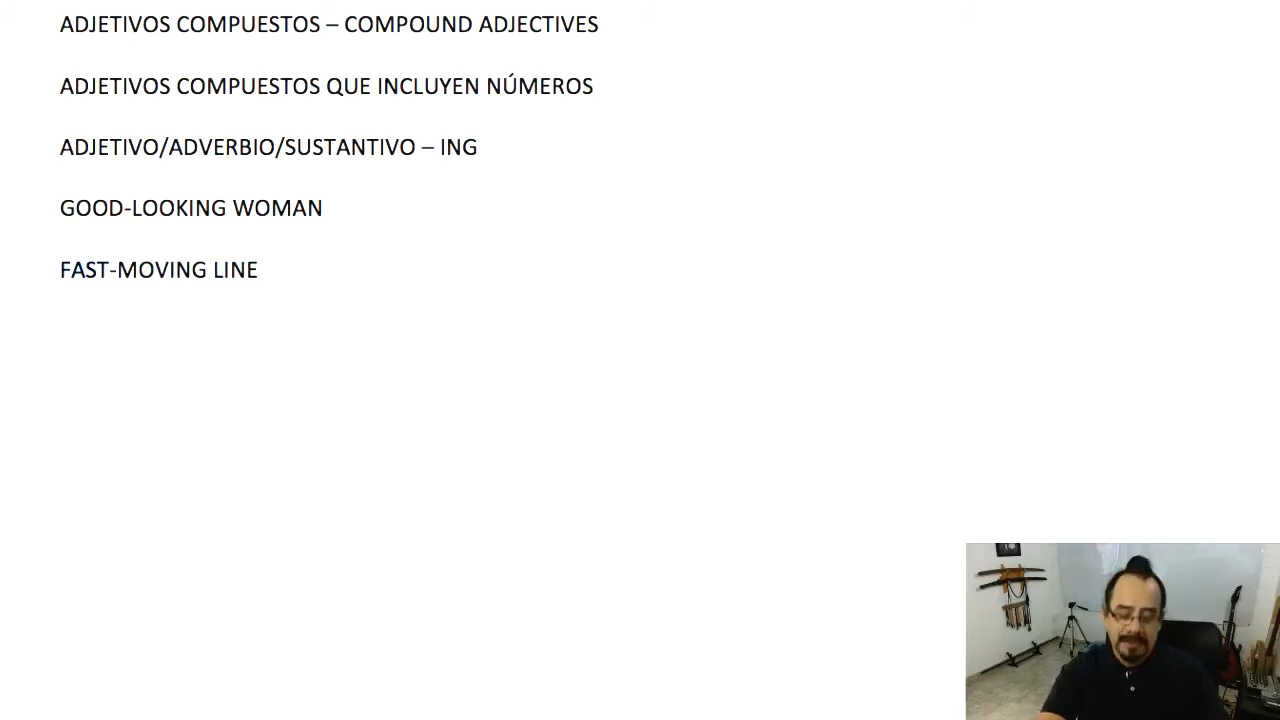 ADJETIVOS COMPUESTOS – COMPOUND ADJECTIVES
ADJETIVOS COMPUESTOS QUE INCLUYEN NÚMEROS
ADJETIVO/ADVERBIO/SUSTANTIVO – ING
GOOD-LOOKING WOMAN
FAST-MOVING LINE